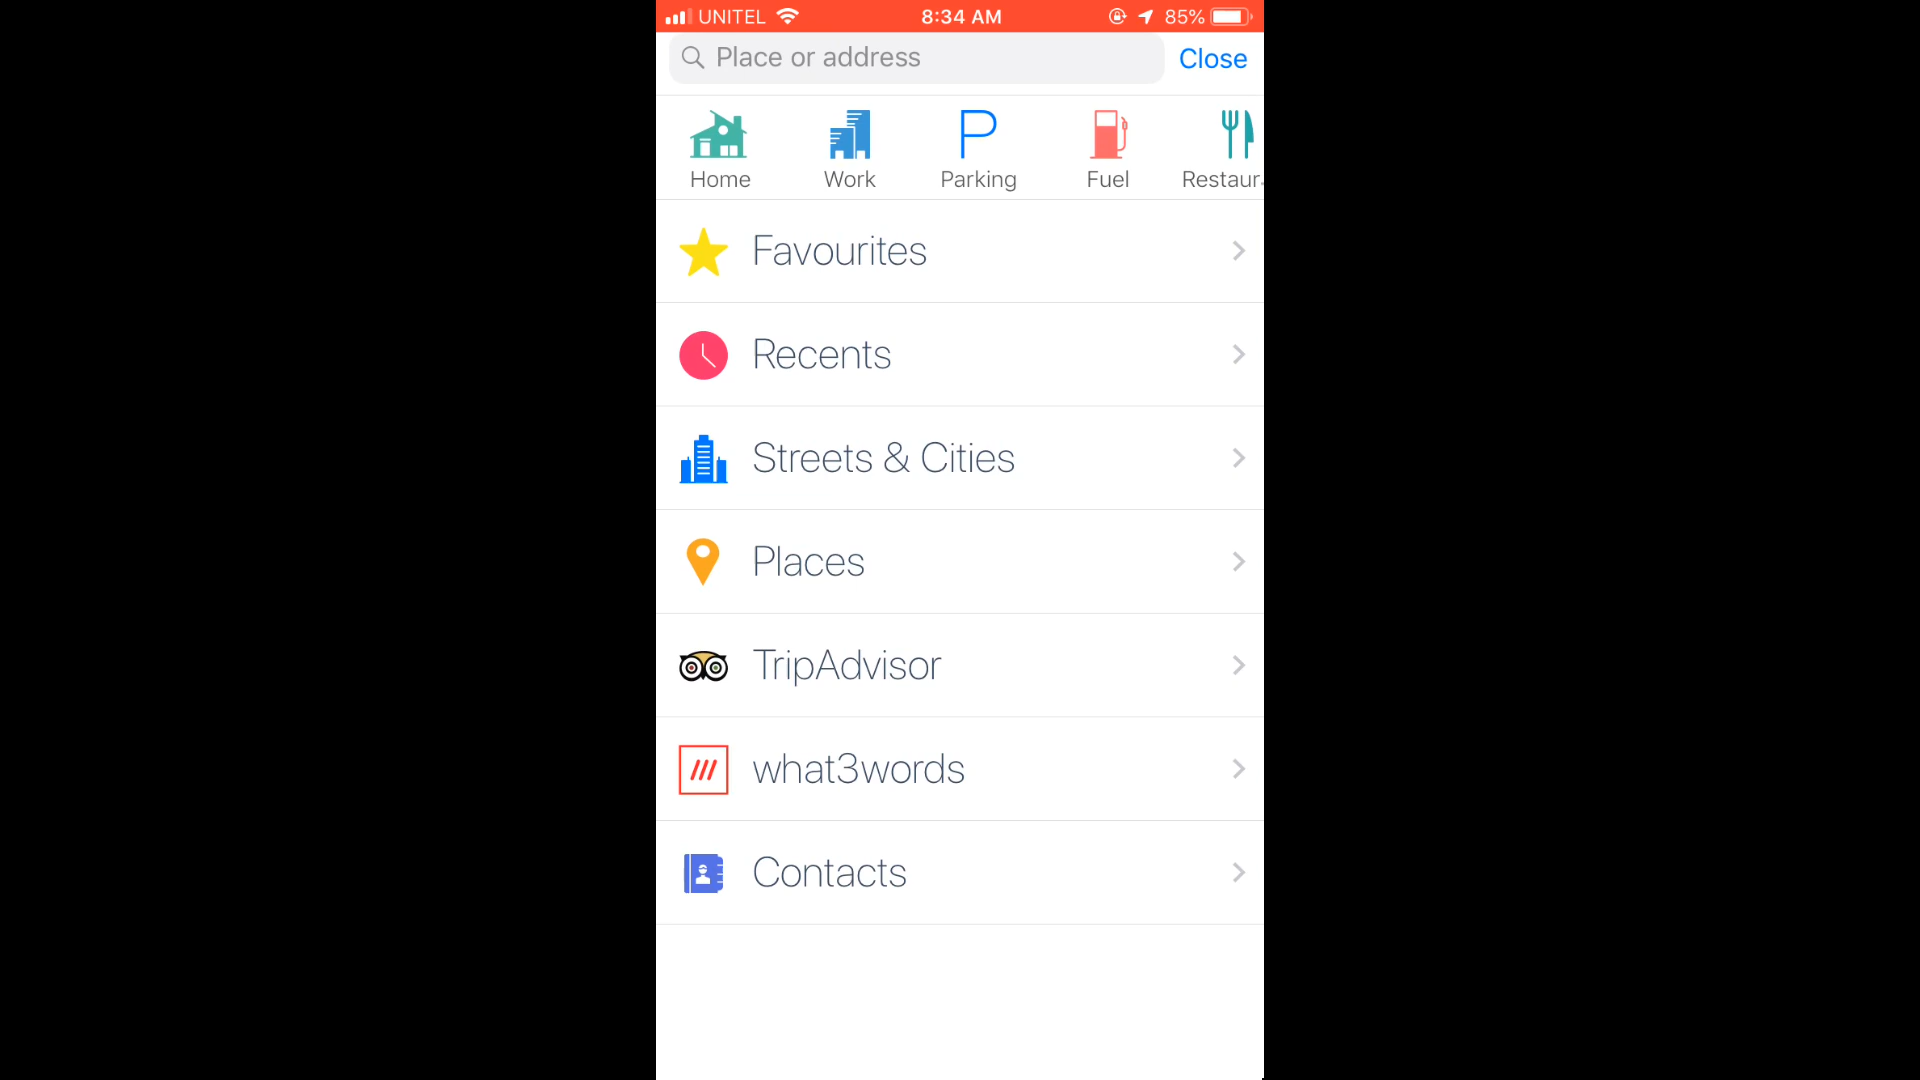 UNITEL 8:34 AM 85%
Place or address Close
Home Work Parking Fuel Restaur.
Favourites
Recents
Streets & Cities
Places
TripAdvisor
what3words
Contacts